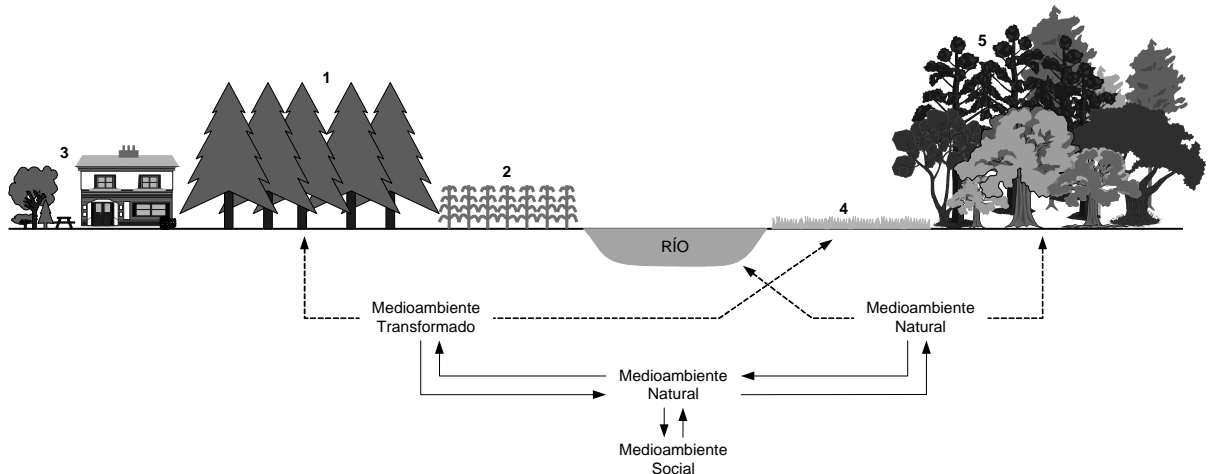 5
1
3
2
4
RÍO
Medioambiente
Transformado
Medioambiente
Natural
Medioambiente
Natural
Medioambiente
Social